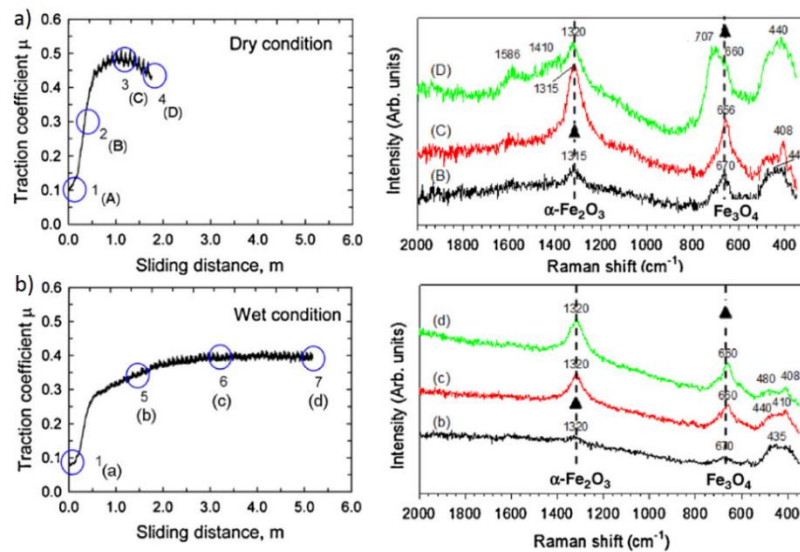 a)
Traction coefficient μ
0.6
0.5
0.4
0.3
0.2
0.1
0.0
Dry condition
1 (A)
2 (B)
3 (C)
4 (D)
0.0 1.0 2.0 3.0 4.0 5.0 6.0
Sliding distance, m
Intensity (Arb. units)
(D) 1586 1410 1320 707 660 440
(C) 1315 656 408
(B) 1315 670 44
α-Fe₂O₃ Fe₃O₄
2000 1600 1200 800 600 400
Raman shift (cm⁻¹)
b)
Traction coefficient μ
0.6
0.5
0.4
0.3
0.2
0.1
0.0
Wet condition
1 (a)
5 (b)
6 (c)
7 (d)
0.0 1.0 2.0 3.0 4.0 5.0 6.0
Sliding distance, m
Intensity (Arb. units)
(d) 1320 650 480 408
(c) 1320 660 440 410
(b) 1320 670 435
α-Fe₂O₃ Fe₃O₄
2000 1800 1600 1400 1200 1000 800 600 400
Raman shift (cm⁻¹)